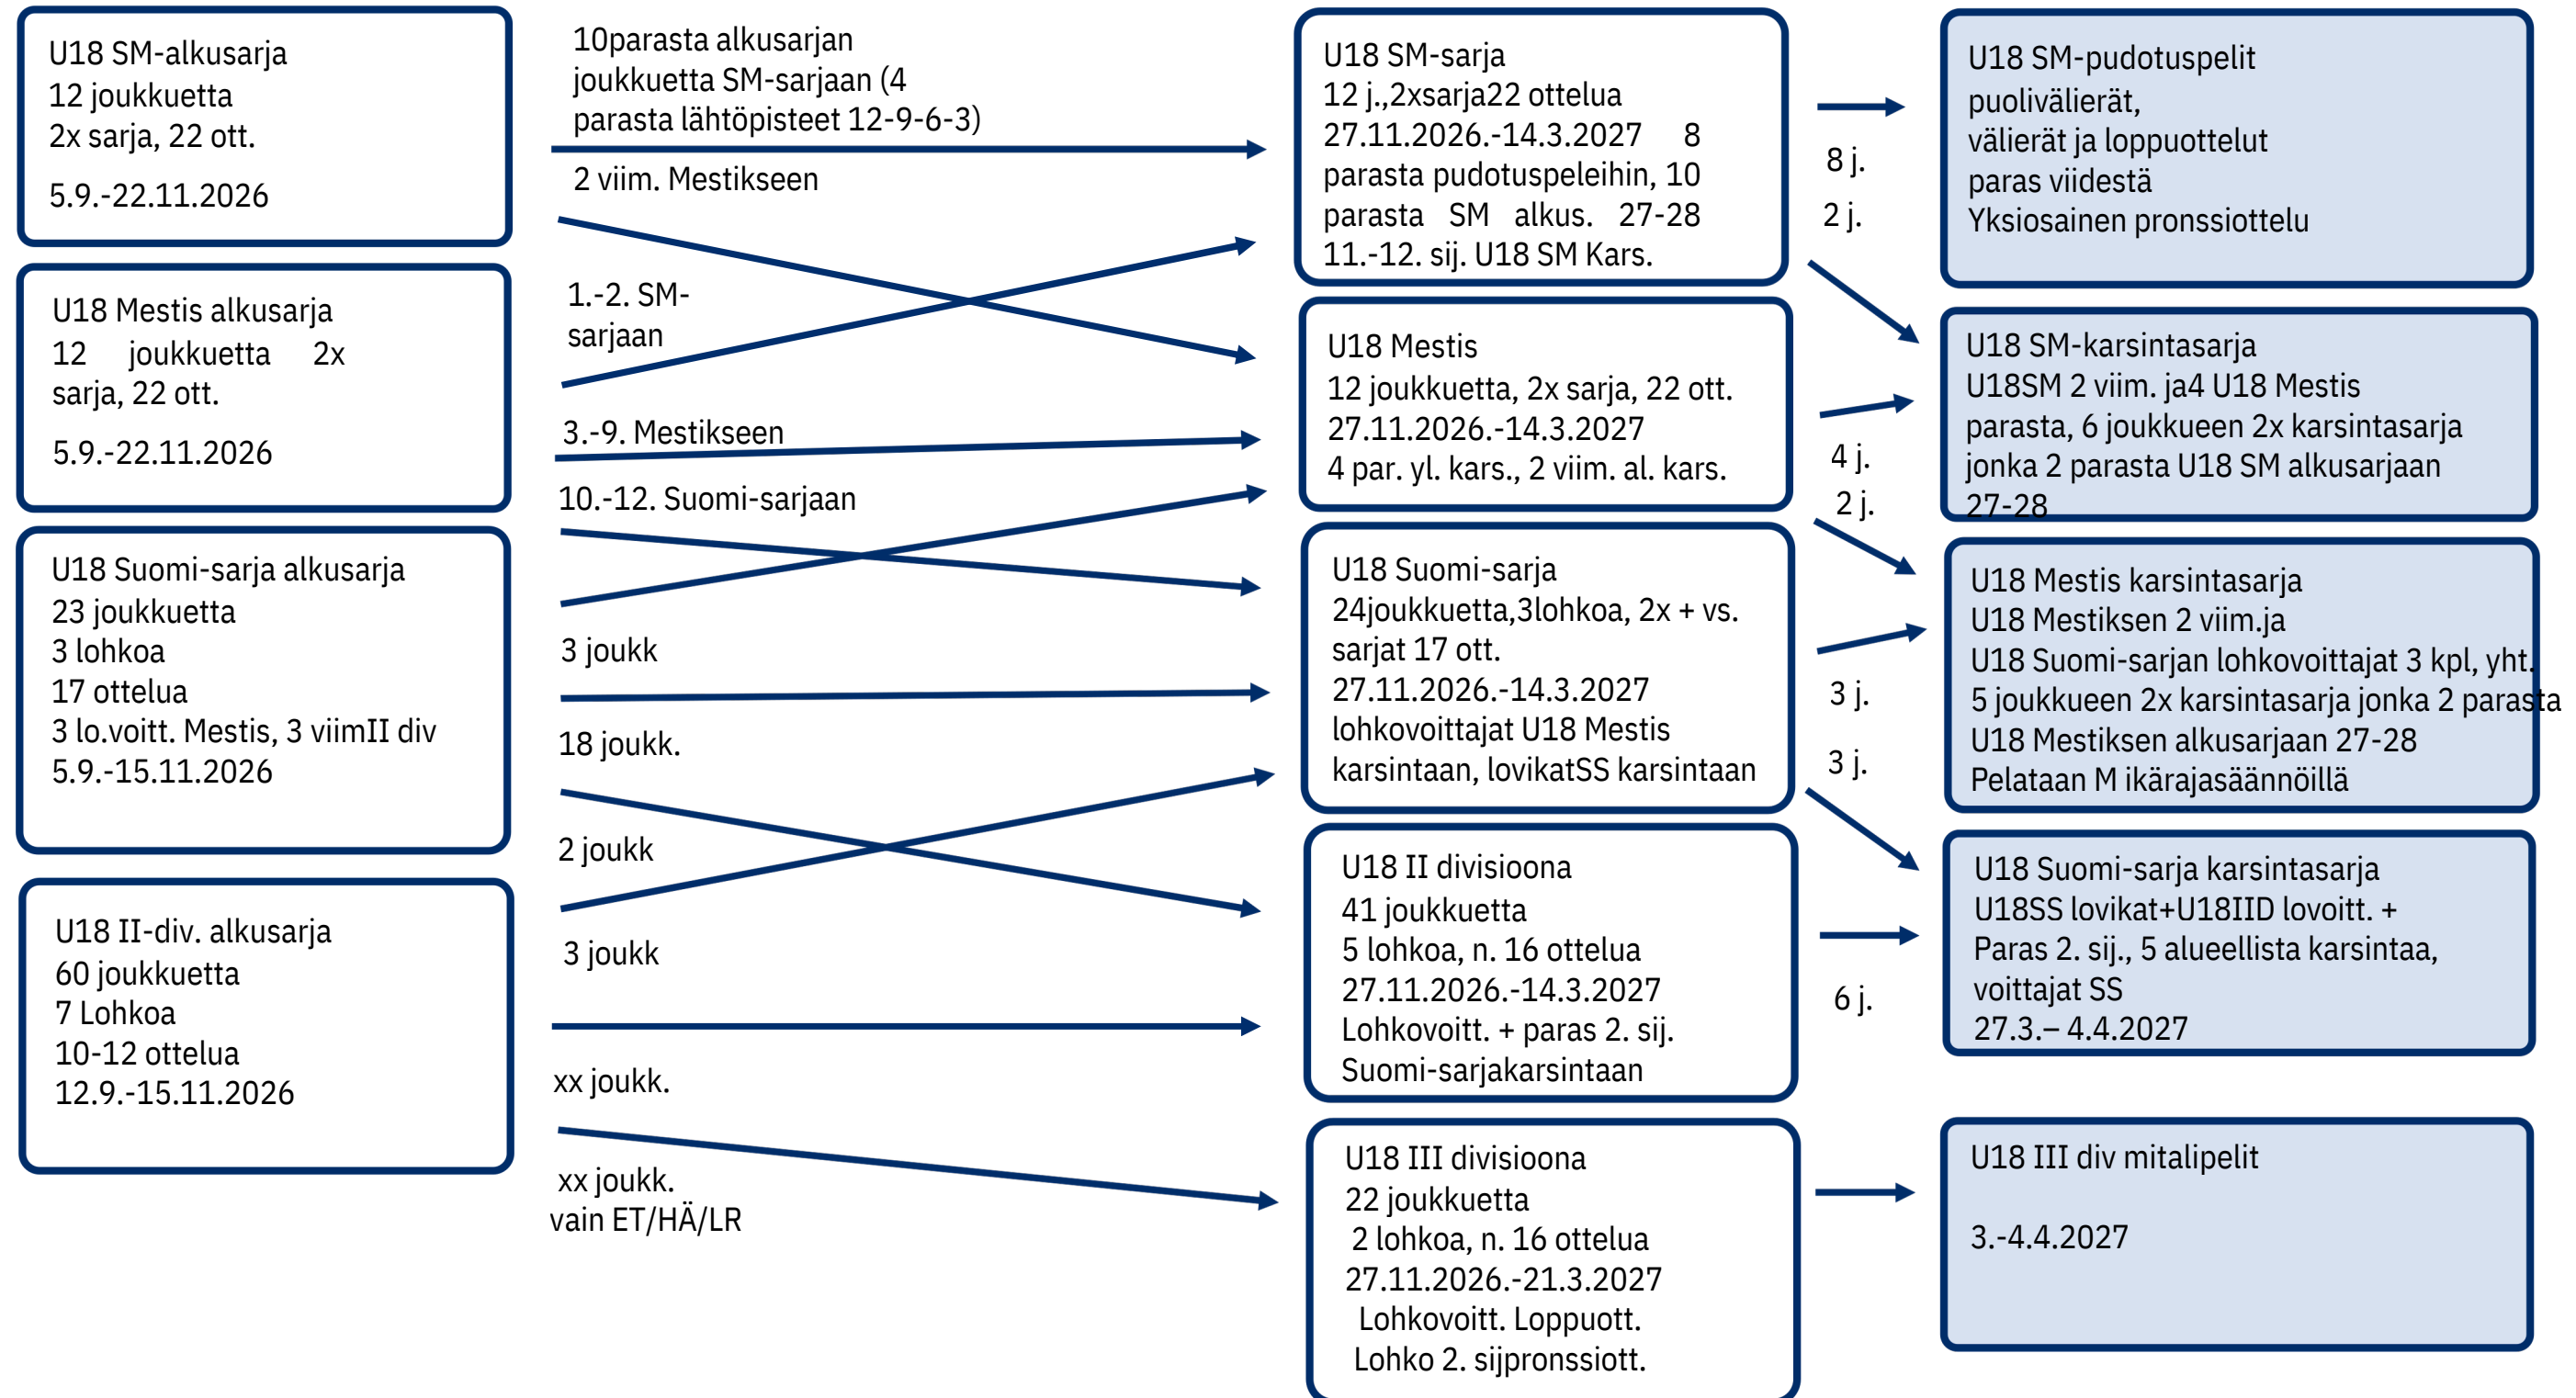 U18 SM-alkusarja
12 joukkuetta
2x sarja, 22 ott.
5.9.-22.11.2026
U18 Mestis alkusarja
12 joukkuetta 2x
sarja, 22 ott.
5.9.-22.11.2026
U18 Suomi-sarja alkusarja
23 joukkuetta
3 lohkoa
17 ottelua
3 lo.voitt. Mestis, 3 viimII div
5.9.-15.11.2026
U18 II-div. alkusarja
60 joukkuetta
7 Lohkoa
10-12 ottelua
12.9.-15.11.2026
10parasta alkusarjan
joukkuetta SM-sarjaan (4
parasta lähtöpisteet 12-9-6-3)
2 viim. Mestikseen
1.-2. SM-
sarjaan
3.-9. Mestikseen
10.-12. Suomi-sarjaan
3 joukk
18 joukk.
2 joukk
3 joukk
xx joukk.
xx joukk.
vain ET/HÄ/LR
U18 SM-sarja
12 j.,2xsarja22 ottelua
27.11.2026.-14.3.2027 8
parasta pudotuspeleihin, 10
parasta SM alkus. 27-28
11.-12. sij. U18 SM Kars.
U18 Mestis
12 joukkuetta, 2x sarja, 22 ott.
27.11.2026.-14.3.2027
4 par. yl. kars., 2 viim. al. kars.
U18 Suomi-sarja
24joukkuetta,3lohkoa, 2x + vs.
sarjat 17 ott.
27.11.2026.-14.3.2027
lohkovoittajat U18 Mestis
karsintaan, lovikatSS karsintaan
U18 II divisioona
41 joukkuetta
5 lohkoa, n. 16 ottelua
27.11.2026.-14.3.2027
Lohkovoitt. + paras 2. sij.
Suomi-sarjakarsintaan
U18 III divisioona
22 joukkuetta
2 lohkoa, n. 16 ottelua
27.11.2026.-21.3.2027
Lohkovoitt. Loppuott.
Lohko 2. sijpronssiott.
8 j.
2 j.
4 j.
2 j.
3 j.
3 j.
6 j.
U18 SM-pudotuspelit
puolivälierät,
välierät ja loppuottelut
paras viidestä
Yksiosainen pronssiottelu
U18 SM-karsintasarja
U18SM 2 viim. ja4 U18 Mestis
parasta, 6 joukkueen 2x karsintasarja
jonka 2 parasta U18 SM alkusarjaan
27-28
U18 Mestis karsintasarja
U18 Mestiksen 2 viim.ja
U18 Suomi-sarjan lohkovoittajat 3 kpl, yht.
5 joukkueen 2x karsintasarja jonka 2 parasta
U18 Mestiksen alkusarjaan 27-28
Pelataan M ikärajasäännöillä
U18 Suomi-sarja karsintasarja
U18SS lovikat+U18IID lovoitt. +
Paras 2. sij., 5 alueellista karsintaa,
voittajat SS
27.3.– 4.4.2027
U18 III div mitalipelit
3.-4.4.2027